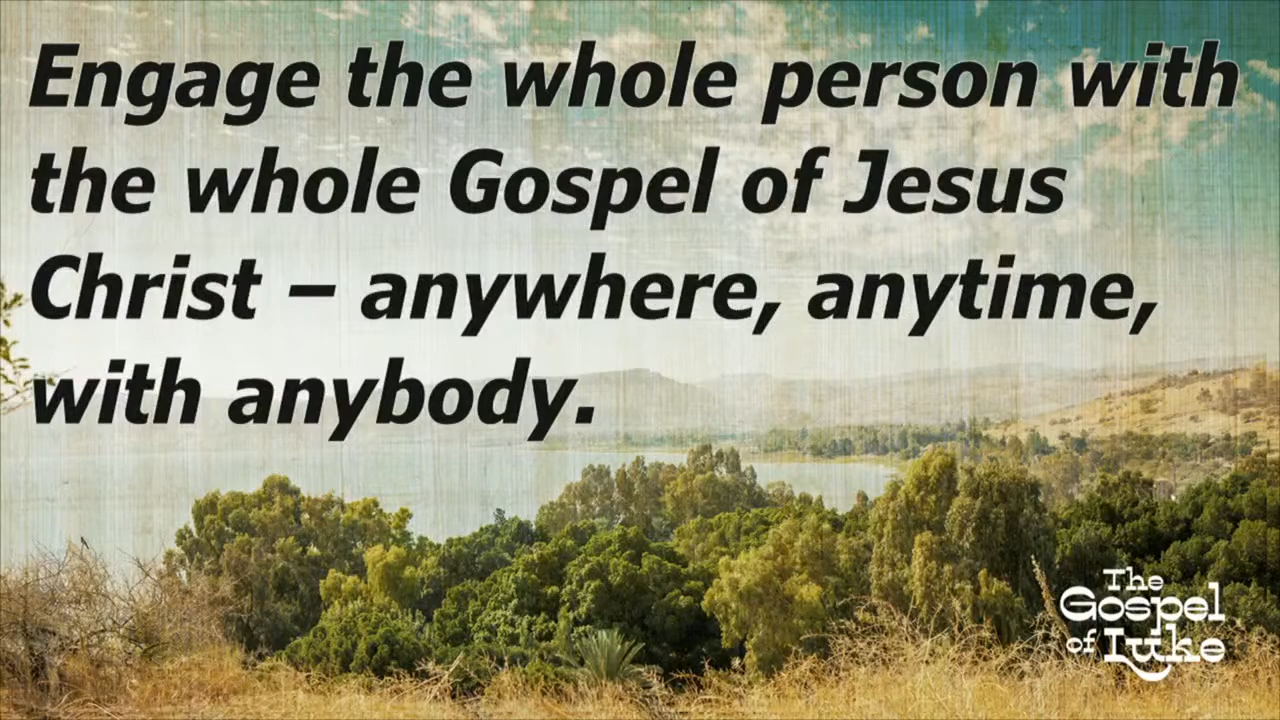 Engage the whole person with
the whole Gospel of Jesus
Christ – anywhere, anytime,
with anybody.
The
Gospel
of Luke